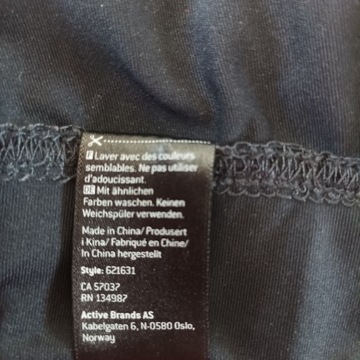 F Laver avec des couleurs
semblables. Ne pas utiliser
d'adoucissant.
DE Mit ähnlichen
Farben waschen. Keinen
Weichspüler verwenden.
Made in China/ Produsert
i Kina/ Fabriqué en Chine/
In China hergestellt
Style: 621631
CA 57037
RN 134987
Active Brands AS
Kabelgaten 6, N-0580 Oslo,
Norway